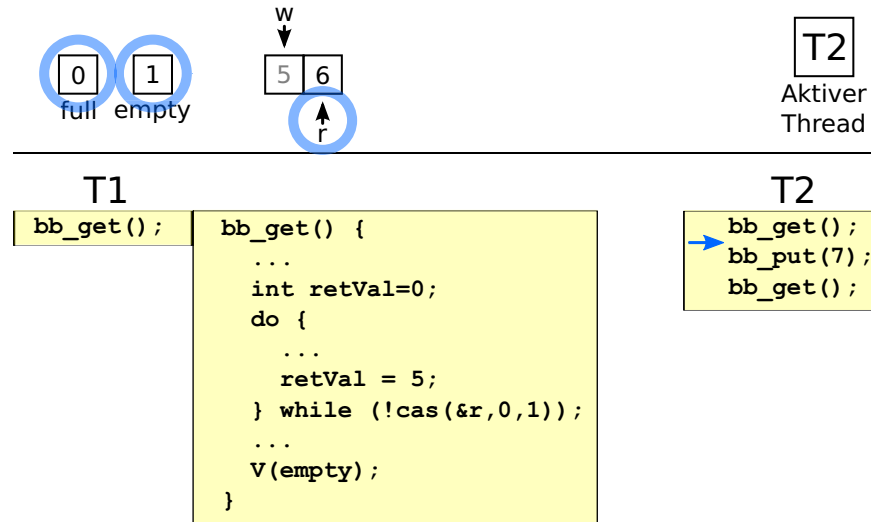 w
0 1 5 6 T2
full empty r Aktiver
Thread
T1 T2
bb_get();
bb_get() {
...
int retVal=0;
do {
...
retVal = 5;
} while (!cas(&r,0,1));
...
V(empty);
}
bb_get();
bb_put(7);
bb_get();